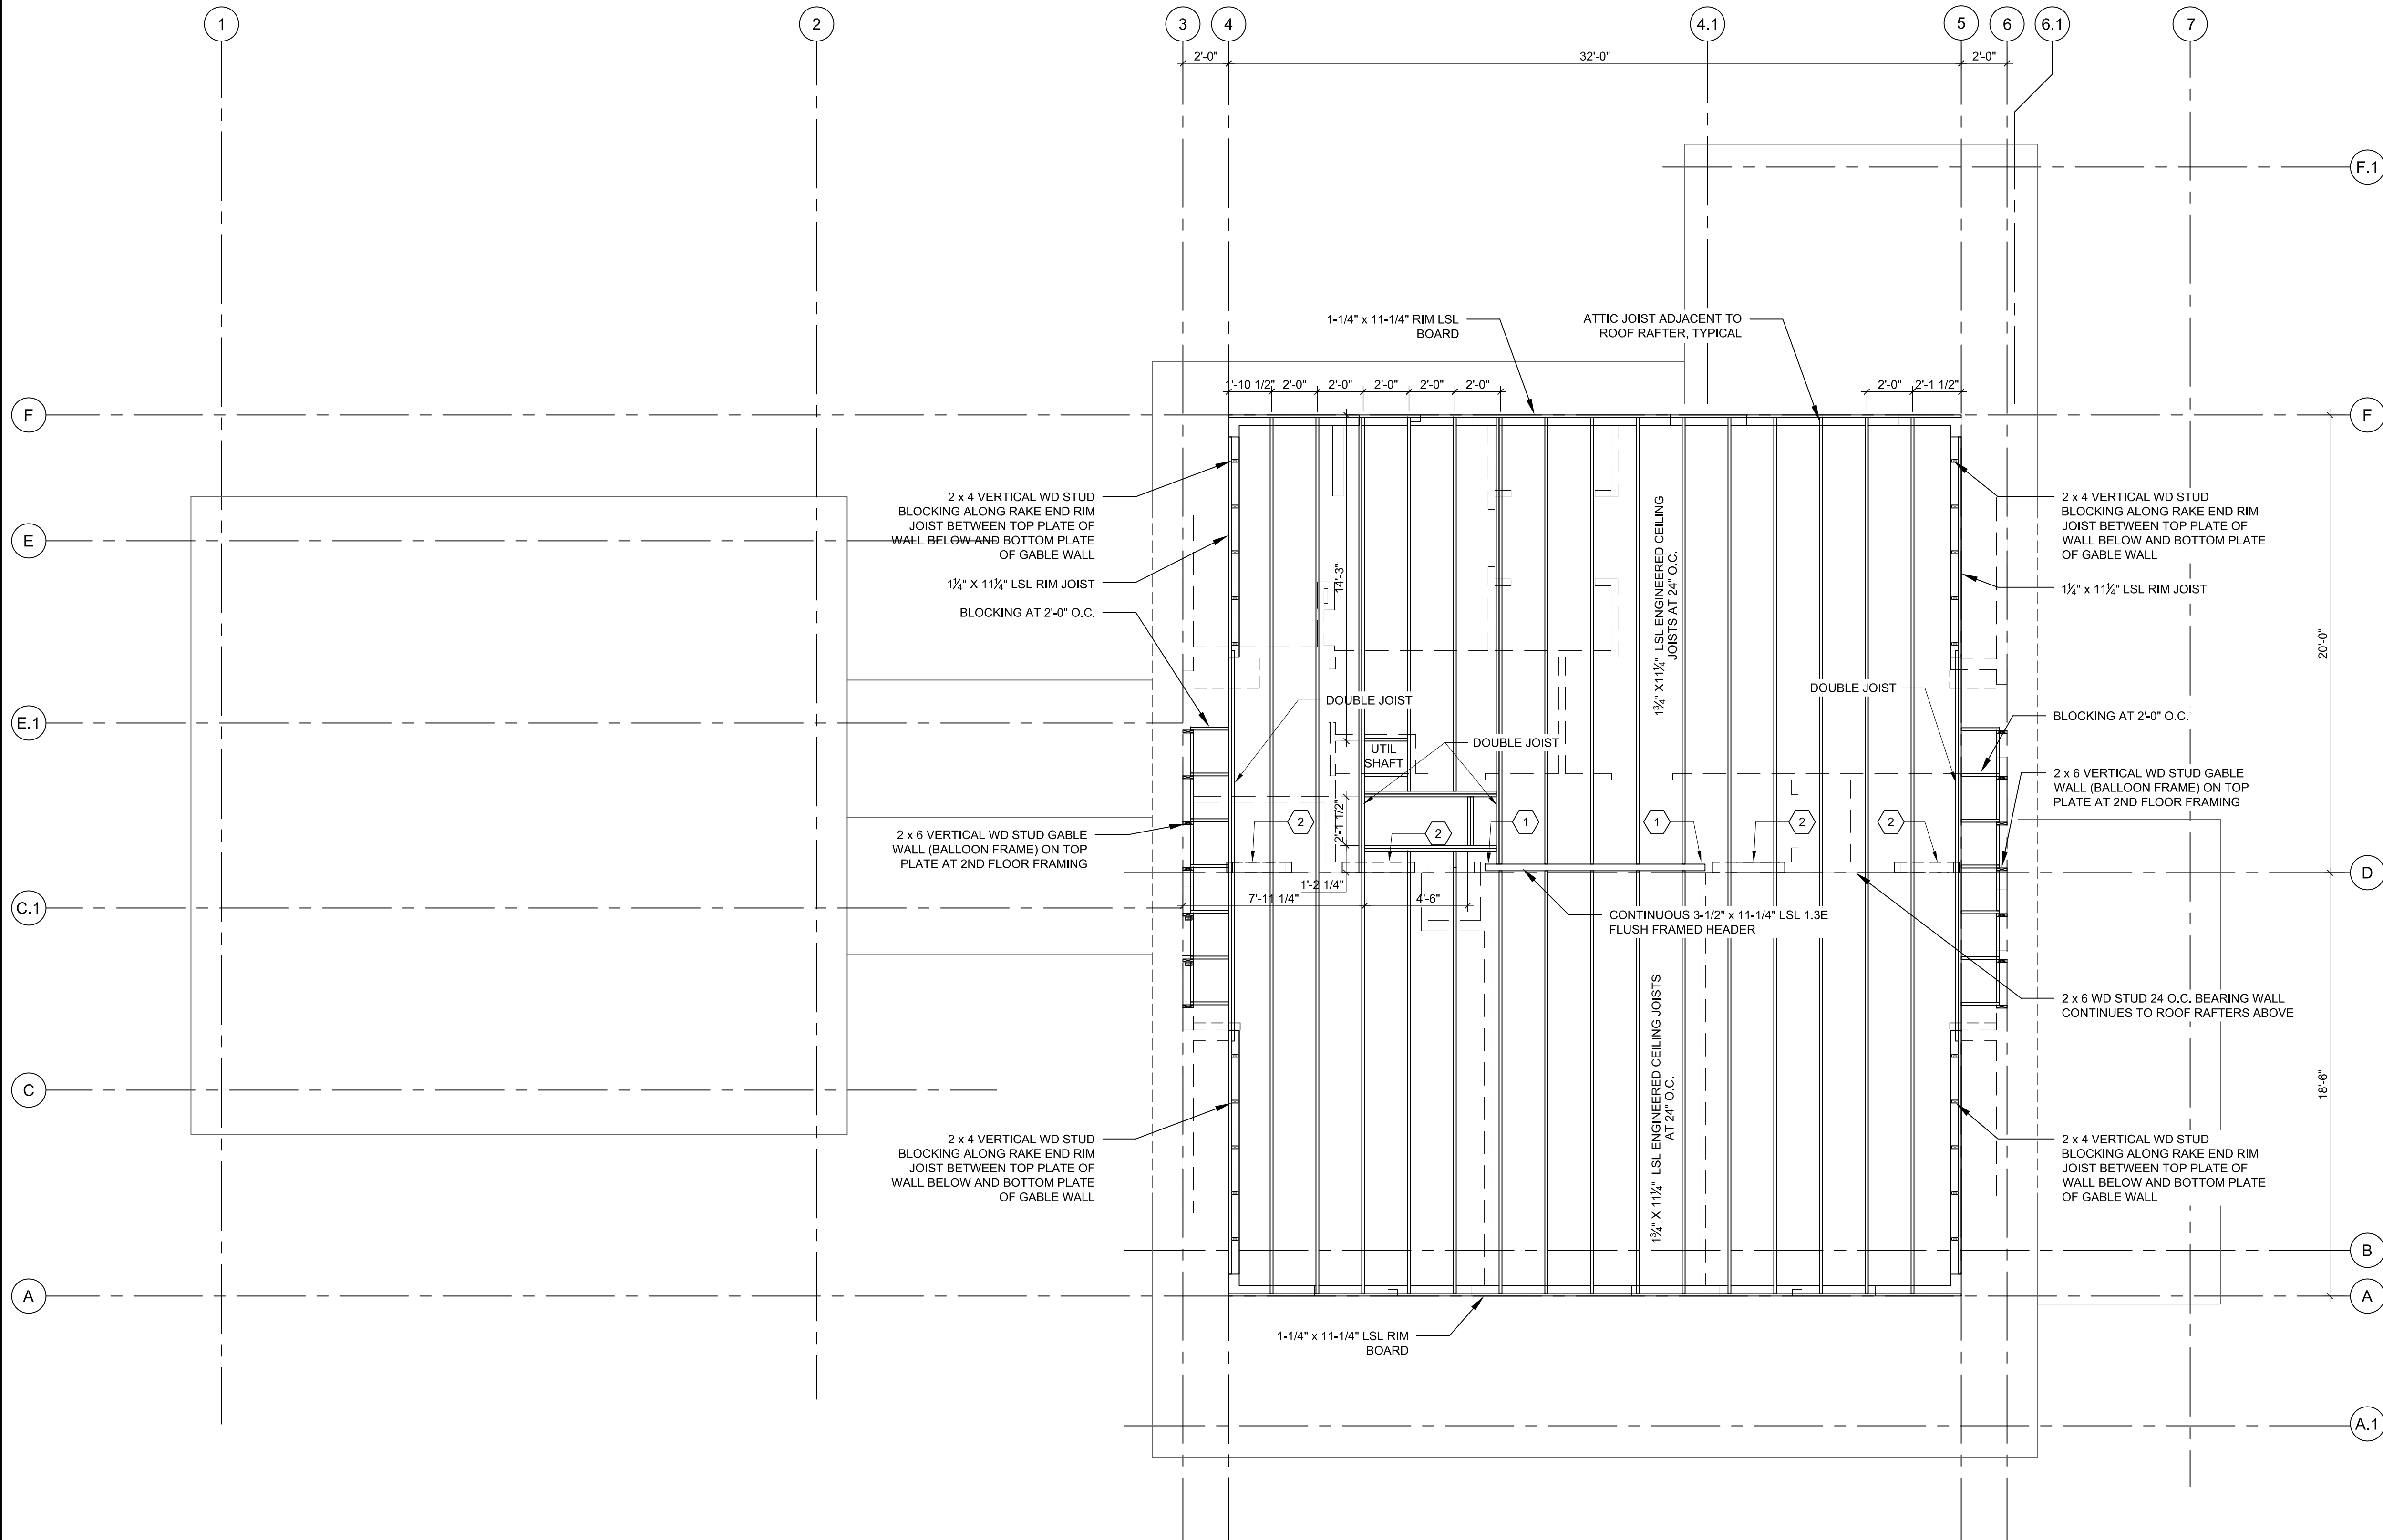 1
2
3
4
4.1
5
6
6.1
7
2'-0"
32'-0"
2'-0"
F.1
1-1/4" x 11-1/4" RIM LSL
BOARD
ATTIC JOIST ADJACENT TO
ROOF RAFTER, TYPICAL
1'-10 1/2"
2'-0"
2'-0"
2'-0"
2'-0"
2'-0"
2'-0"
2'-1 1/2"
F
F
2 x 4 VERTICAL WD STUD
BLOCKING ALONG RAKE END RIM
JOIST BETWEEN TOP PLATE OF
WALL BELOW AND BOTTOM PLATE
OF GABLE WALL
2 x 4 VERTICAL WD STUD
BLOCKING ALONG RAKE END RIM
JOIST BETWEEN TOP PLATE OF
WALL BELOW AND BOTTOM PLATE
OF GABLE WALL
E
1¼" X 11¼" LSL RIM JOIST
1¼" x 11¼" LSL RIM JOIST
BLOCKING AT 2'-0" O.C.
14'-3"
1¾" X11¼" LSL ENGINEERED CEILING
JOISTS AT 24" O.C.
20'-0"
DOUBLE JOIST
DOUBLE JOIST
E.1
BLOCKING AT 2'-0" O.C.
UTIL
SHAFT
DOUBLE JOIST
2 x 6 VERTICAL WD STUD GABLE
WALL (BALLOON FRAME) ON TOP
PLATE AT 2ND FLOOR FRAMING
2 x 6 VERTICAL WD STUD GABLE
WALL (BALLOON FRAME) ON TOP
PLATE AT 2ND FLOOR FRAMING
2'-1 1/2"
2
2
1
1
2
2
D
1'-2 1/4"
7'-11 1/4"
4'-6"
C.1
CONTINUOUS 3-1/2" x 11-1/4" LSL 1.3E
FLUSH FRAMED HEADER
2 x 6 WD STUD 24 O.C. BEARING WALL
CONTINUES TO ROOF RAFTERS ABOVE
1¾" X 11¼" LSL ENGINEERED CEILING JOISTS
AT 24" O.C.
18'-6"
C
2 x 4 VERTICAL WD STUD
BLOCKING ALONG RAKE END RIM
JOIST BETWEEN TOP PLATE OF
WALL BELOW AND BOTTOM PLATE
OF GABLE WALL
2 x 4 VERTICAL WD STUD
BLOCKING ALONG RAKE END RIM
JOIST BETWEEN TOP PLATE OF
WALL BELOW AND BOTTOM PLATE
OF GABLE WALL
B
A
A
1-1/4" x 11-1/4" LSL RIM
BOARD
A.1